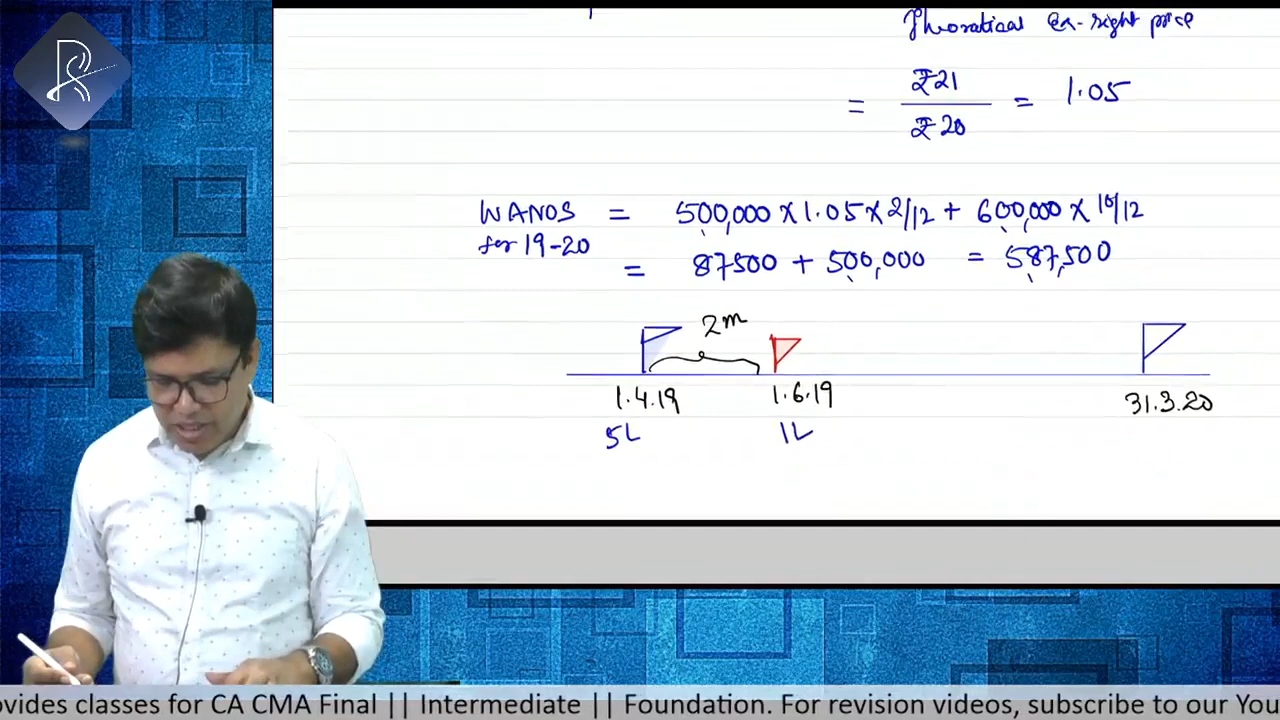 Theoratical Ex-right price
= ₹21 / ₹20 = 1.05
WANOS = 500,000 X 1.05 X 2/12 + 600,000 X 10/12
for 19-20
= 87500 + 500,000 = 587,500
2m
1.4.19 1.6.19 31.3.20
5L 1L
ovides classes for CA CMA Final || Intermediate || Foundation. For revision videos, subscribe to our You